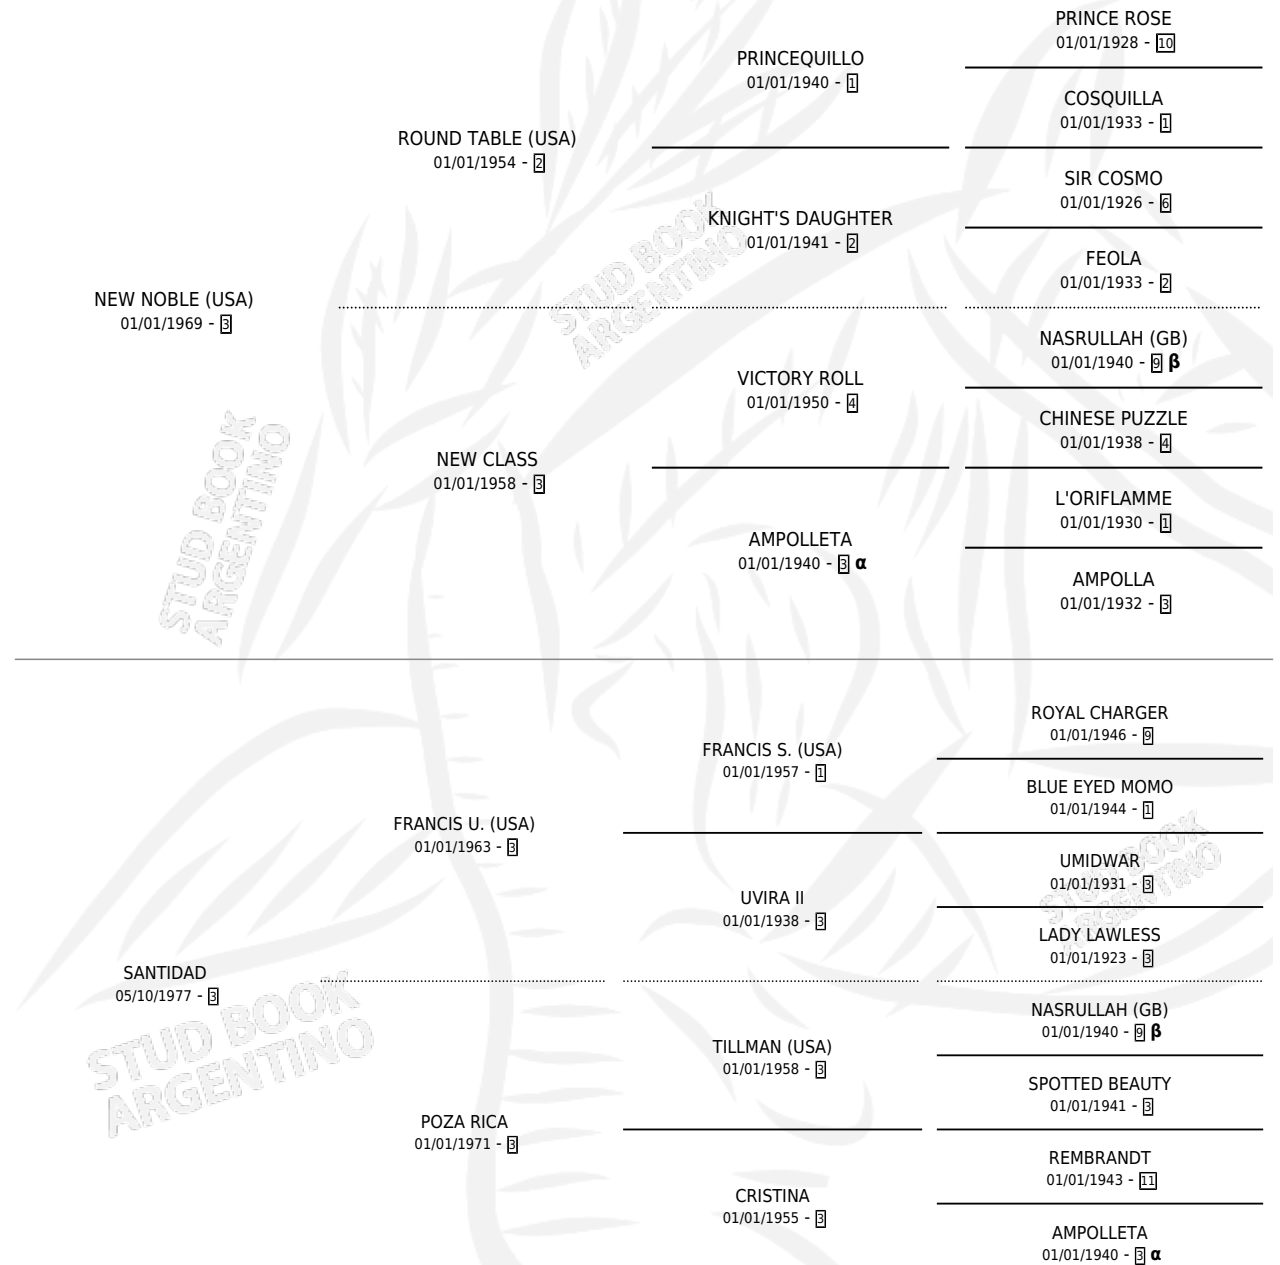 PRINCE ROSE
01/01/1928 - 10
PRINCEQUILLO
01/01/1940 - 1
COSQUILLA
01/01/1933 - 1
ROUND TABLE (USA)
01/01/1954 - 2
SIR COSMO
01/01/1926 - 6
KNIGHT'S DAUGHTER
01/01/1941 - 2
FEOLA
01/01/1933 - 2
NEW NOBLE (USA)
01/01/1969 - 3
NASRULLAH (GB)
01/01/1940 - 9 β
VICTORY ROLL
01/01/1950 - 4
CHINESE PUZZLE
01/01/1938 - 4
NEW CLASS
01/01/1958 - 3
L'ORIFLAMME
01/01/1930 - 1
AMPOLLETA
01/01/1940 - 3 α
AMPOLLA
01/01/1932 - 3
STUD BOOK
ARGENTINO
STUD BOOK
ARGENTINO
ROYAL CHARGER
01/01/1946 - 9
FRANCIS S. (USA)
01/01/1957 - 1
BLUE EYED MOMO
01/01/1944 - 1
FRANCIS U. (USA)
01/01/1963 - 3
UMIDWAR
01/01/1931 - 3
UVIRA II
01/01/1938 - 3
LADY LAWLESS
01/01/1923 - 3
SANTIDAD
05/10/1977 - 3
NASRULLAH (GB)
01/01/1940 - 9 β
TILLMAN (USA)
01/01/1958 - 3
SPOTTED BEAUTY
01/01/1941 - 3
POZA RICA
01/01/1971 - 3
REMBRANDT
01/01/1943 - 11
CRISTINA
01/01/1955 - 3
AMPOLLETA
01/01/1940 - 3 α
STUD BOOK
ARGENTINO
STUD BOOK
ARGENTINO